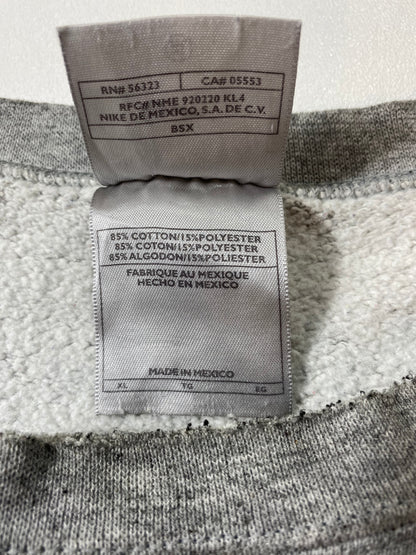 RN# 56323 CA# 05553
RFC# NME 920220 KL4
NIKE DE MEXICO, S.A. DE C.V.
BSX
85% COTTON/15%POLYESTER
85% COTON/15%POLYESTER
85% ALGODON/15%POLIESTER
FABRIQUE AU MEXIQUE
HECHO EN MEXICO
MADE IN MEXICO
XL TG EG